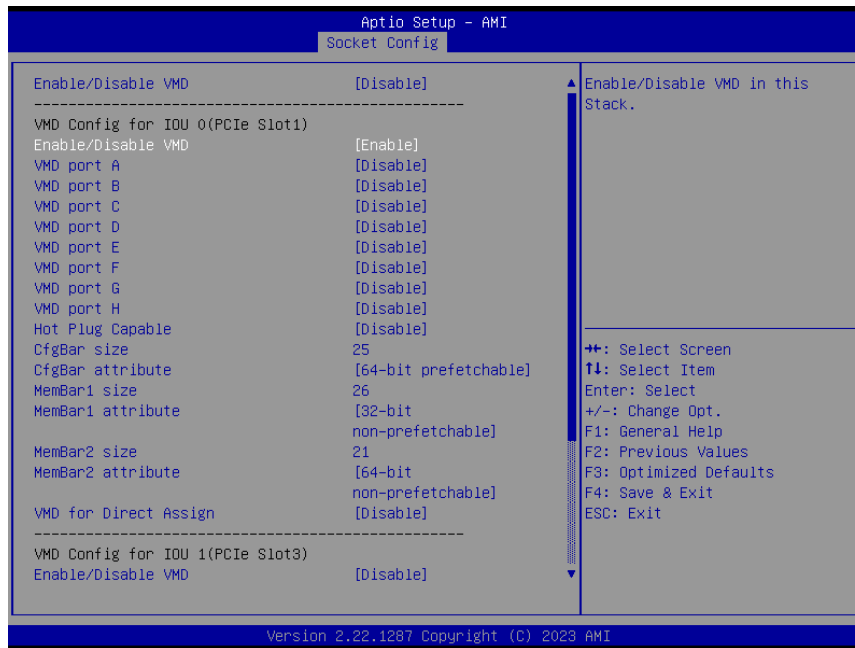 Aptio Setup – AMI
Socket Config
Enable/Disable VMD [Disable]
--------------------------------------------------
VMD Config for IOU 0(PCIe Slot1)
Enable/Disable VMD [Enable]
VMD port A [Disable]
VMD port B [Disable]
VMD port C [Disable]
VMD port D [Disable]
VMD port E [Disable]
VMD port F [Disable]
VMD port G [Disable]
VMD port H [Disable]
Hot Plug Capable [Disable]
CfgBar size 25
CfgBar attribute [64-bit prefetchable]
MemBar1 size 26
MemBar1 attribute [32-bit
non-prefetchable]
MemBar2 size 21
MemBar2 attribute [64-bit
non-prefetchable]
VMD for Direct Assign [Disable]
--------------------------------------------------
VMD Config for IOU 1(PCIe Slot3)
Enable/Disable VMD [Disable]
Enable/Disable VMD in this
Stack.
→←: Select Screen
↑↓: Select Item
Enter: Select
+/-: Change Opt.
F1: General Help
F2: Previous Values
F3: Optimized Defaults
F4: Save & Exit
ESC: Exit
Version 2.22.1287 Copyright (C) 2023 AMI